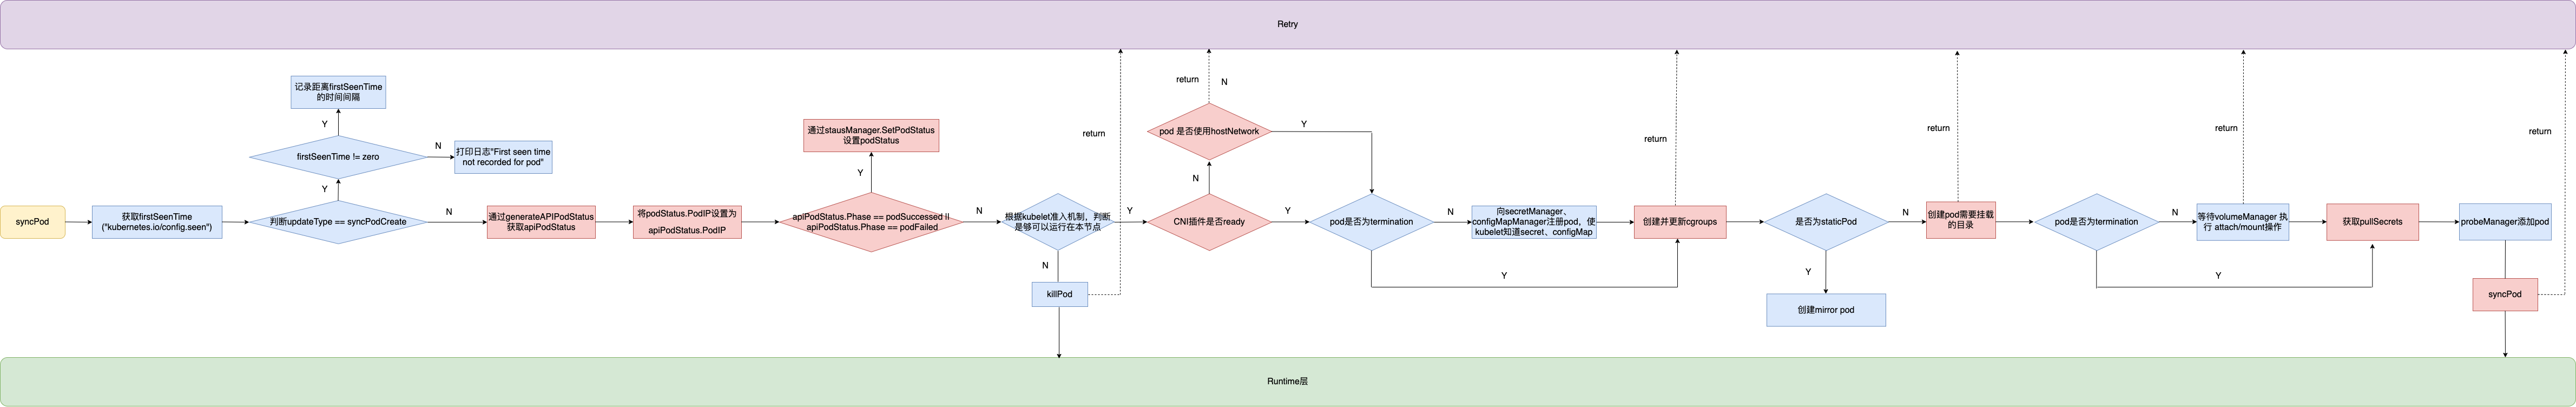 Retry
syncPod
获取firstSeenTime
("kubernetes.io/config.seen")
记录距离firstSeenTime
的时间间隔
Y
firstSeenTime != zero
N
打印日志"First seen time
not recorded for pod"
Y
判断updateType == syncPodCreate
N
通过generateAPIPodStatus
获取apiPodStatus
将podStatus.PodIP设置为
apiPodStatus.PodIP
通过stausManager.SetPodStatus
设置podStatus
Y
apiPodStatus.Phase == podSuccessed ||
apiPodStatus.Phase == podFailed
N
根据kubelet准入机制，判断
是够可以运行在本节点
N
killPod
return
Y
return
N
pod 是否使用hostNetwork
Y
N
CNI插件是否ready
Y
pod是否为termination
N
向secretManager、
configMapManager注册pod，使
kubelet知道secret、configMap
Y
return
创建并更新cgroups
是否为staticPod
Y
创建mirror pod
N
return
创建pod需要挂载
的目录
pod是否为termination
N
Y
return
等待volumeManager 执
行 attach/mount操作
获取pullSecrets
probeManager添加pod
return
syncPod
Runtime层